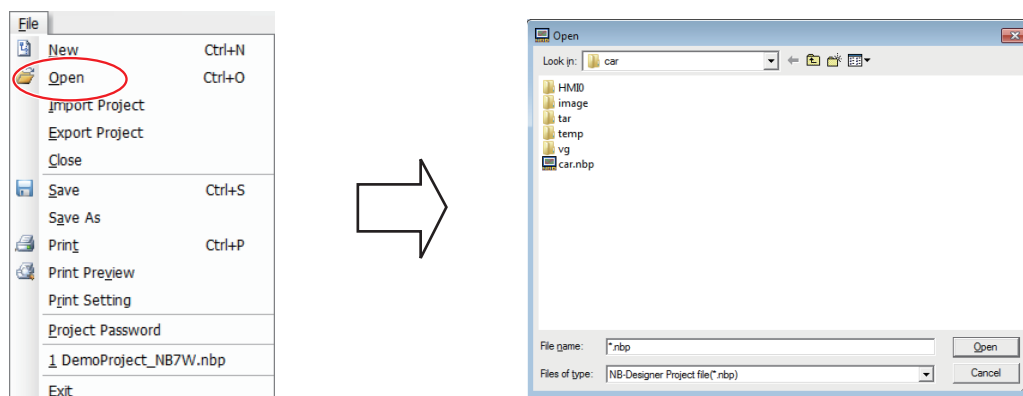 File
New Ctrl+N
Open Ctrl+O
Import Project
Export Project
Close
Save Ctrl+S
Save As
Print Ctrl+P
Print Preview
Print Setting
Project Password
1 DemoProject_NB7W.nbp
Exit
Open
Look in: car
HMI0
image
tar
temp
vg
car.nbp
File name: *.nbp Open
Files of type: NB-Designer Project file(*.nbp) Cancel